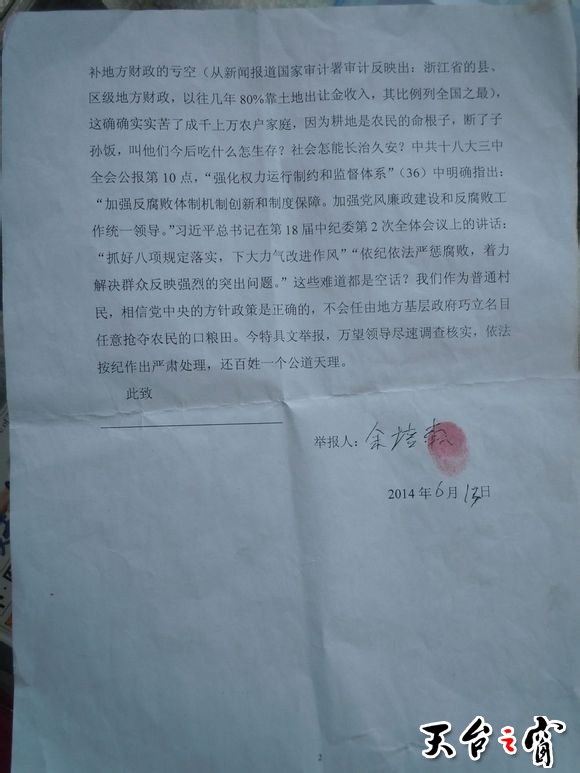 补地方财政的亏空（从新闻报道国家审计署审计反映出：浙江省的县、
区级地方财政，以往几年 80%靠土地出让金收入，其比例列全国之最），
这确确实实苦了成千上万农户家庭，因为耕地是农民的命根子，断了子
孙饭，叫他们今后吃什么怎生存？社会怎能长治久安？中共十八大三中
全会公报第 10 点，“强化权力运行制约和监督体系”（36）中明确指出：
“加强反腐败体制机制创新和制度保障。加强党风廉政建设和反腐败工
作统一领导。”习近平总书记在第 18 届中纪委第 2 次全体会议上的讲话：
“抓好八项规定落实，下大力气改进作风”“依纪依法严惩腐败，着力
解决群众反映强烈的突出问题。”这些难道都是空话？我们作为普通村
民，相信党中央的方针政策是正确的，不会任由地方基层政府巧立名目
任意抢夺农民的口粮田。今特具文举报，万望领导尽速调查核实，依法
按纪作出严肃处理，还百姓一个公道天理。
此致
举报人：余培
2014 年 6 月 日
2
天台之窗